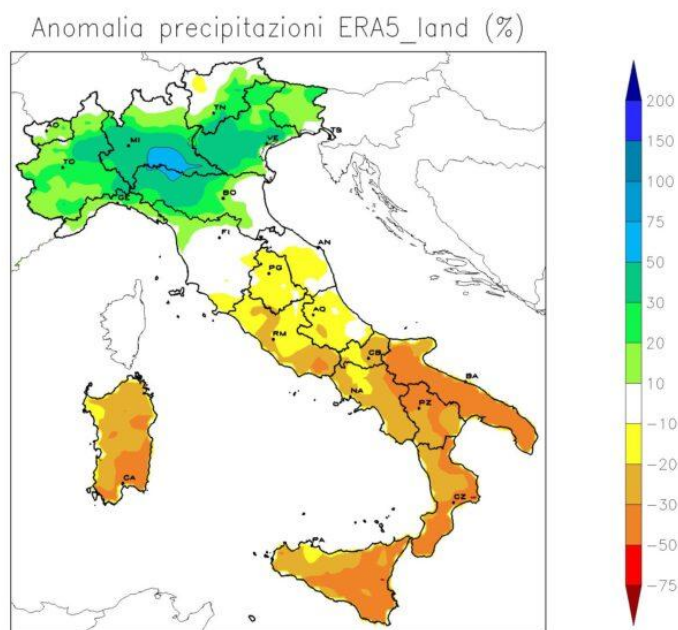 Anomalia precipitazioni ERA5_land (%)
AO
TN
MI
TS
VE
TO
GE
BO
FI
AN
PG
AQ
RM
CB
BA
NA
PZ
CA
CZ
PA
200
150
100
75
50
30
20
10
-10
-20
-30
-50
-75